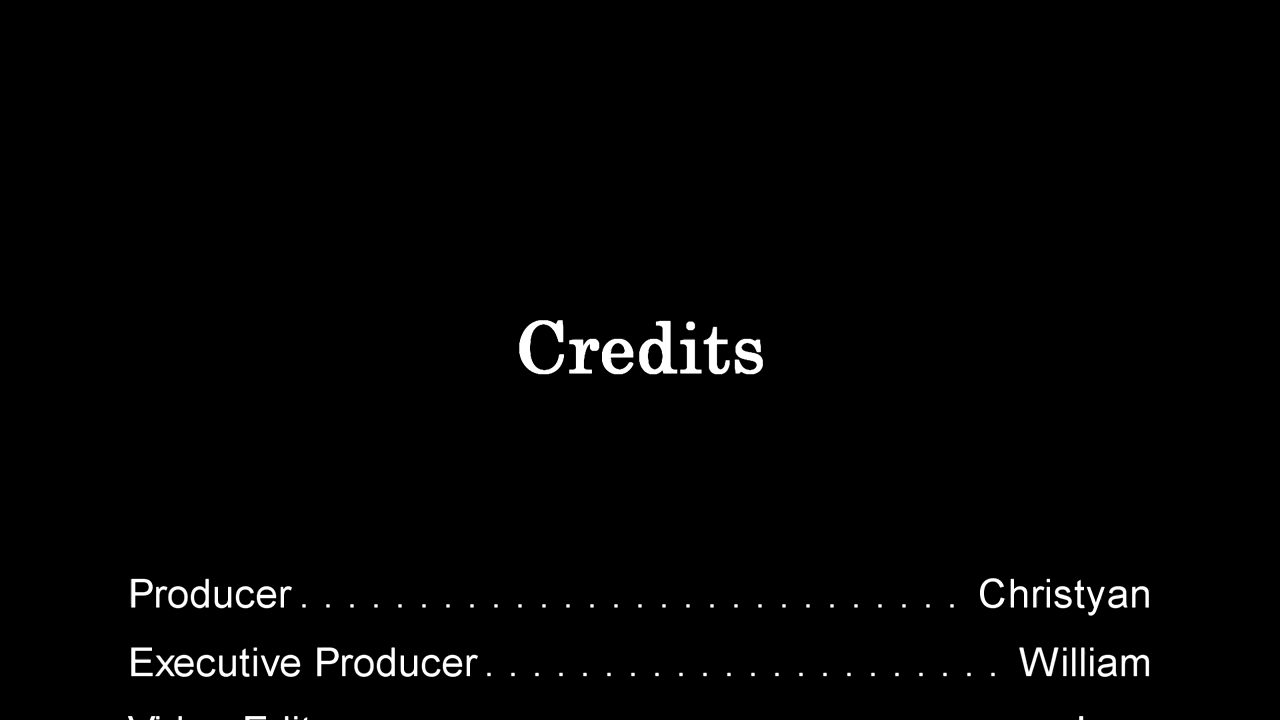 Credits
Producer . . . . . . . . . . . . . . . . . . . . . . . . . . . . Christyan
Executive Producer . . . . . . . . . . . . . . . . . . . . . . William